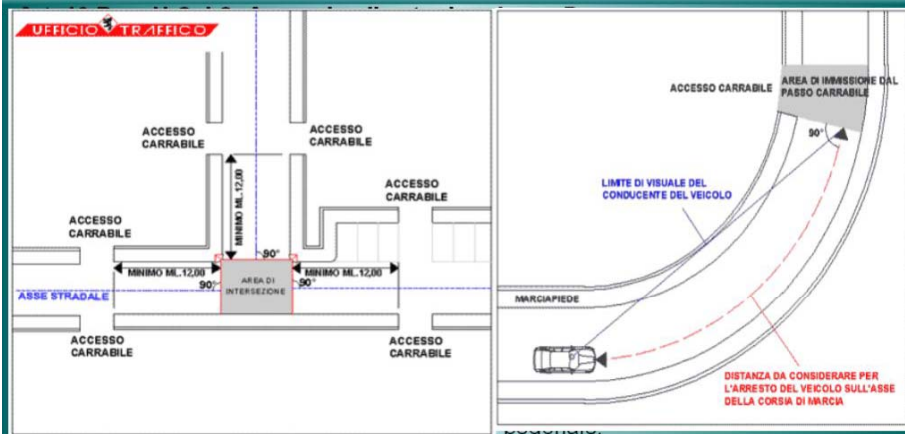 UFFICIO TRAFFICO
ACCESSO
CARRABILE
ACCESSO
CARRABILE
MINIMO ML.12,00
ACCESSO
CARRABILE
ACCESSO
CARRABILE
90°
MINIMO ML.12,00
MINIMO ML.12,00
90°
AREA DI
INTERSEZIONE
90°
ASSE STRADALE
ACCESSO
CARRABILE
ACCESSO
CARRABILE
ACCESSO CARRABILE
AREA DI IMMISSIONE DAL
PASSO CARRABILE
90°
LIMITE DI VISUALE DEL
CONDUCENTE DEL VEICOLO
MARCIAPIEDE
DISTANZA DA CONSIDERARE PER
L'ARRESTO DEL VEICOLO SULL'ASSE
DELLA CORSIA DI MARCIA